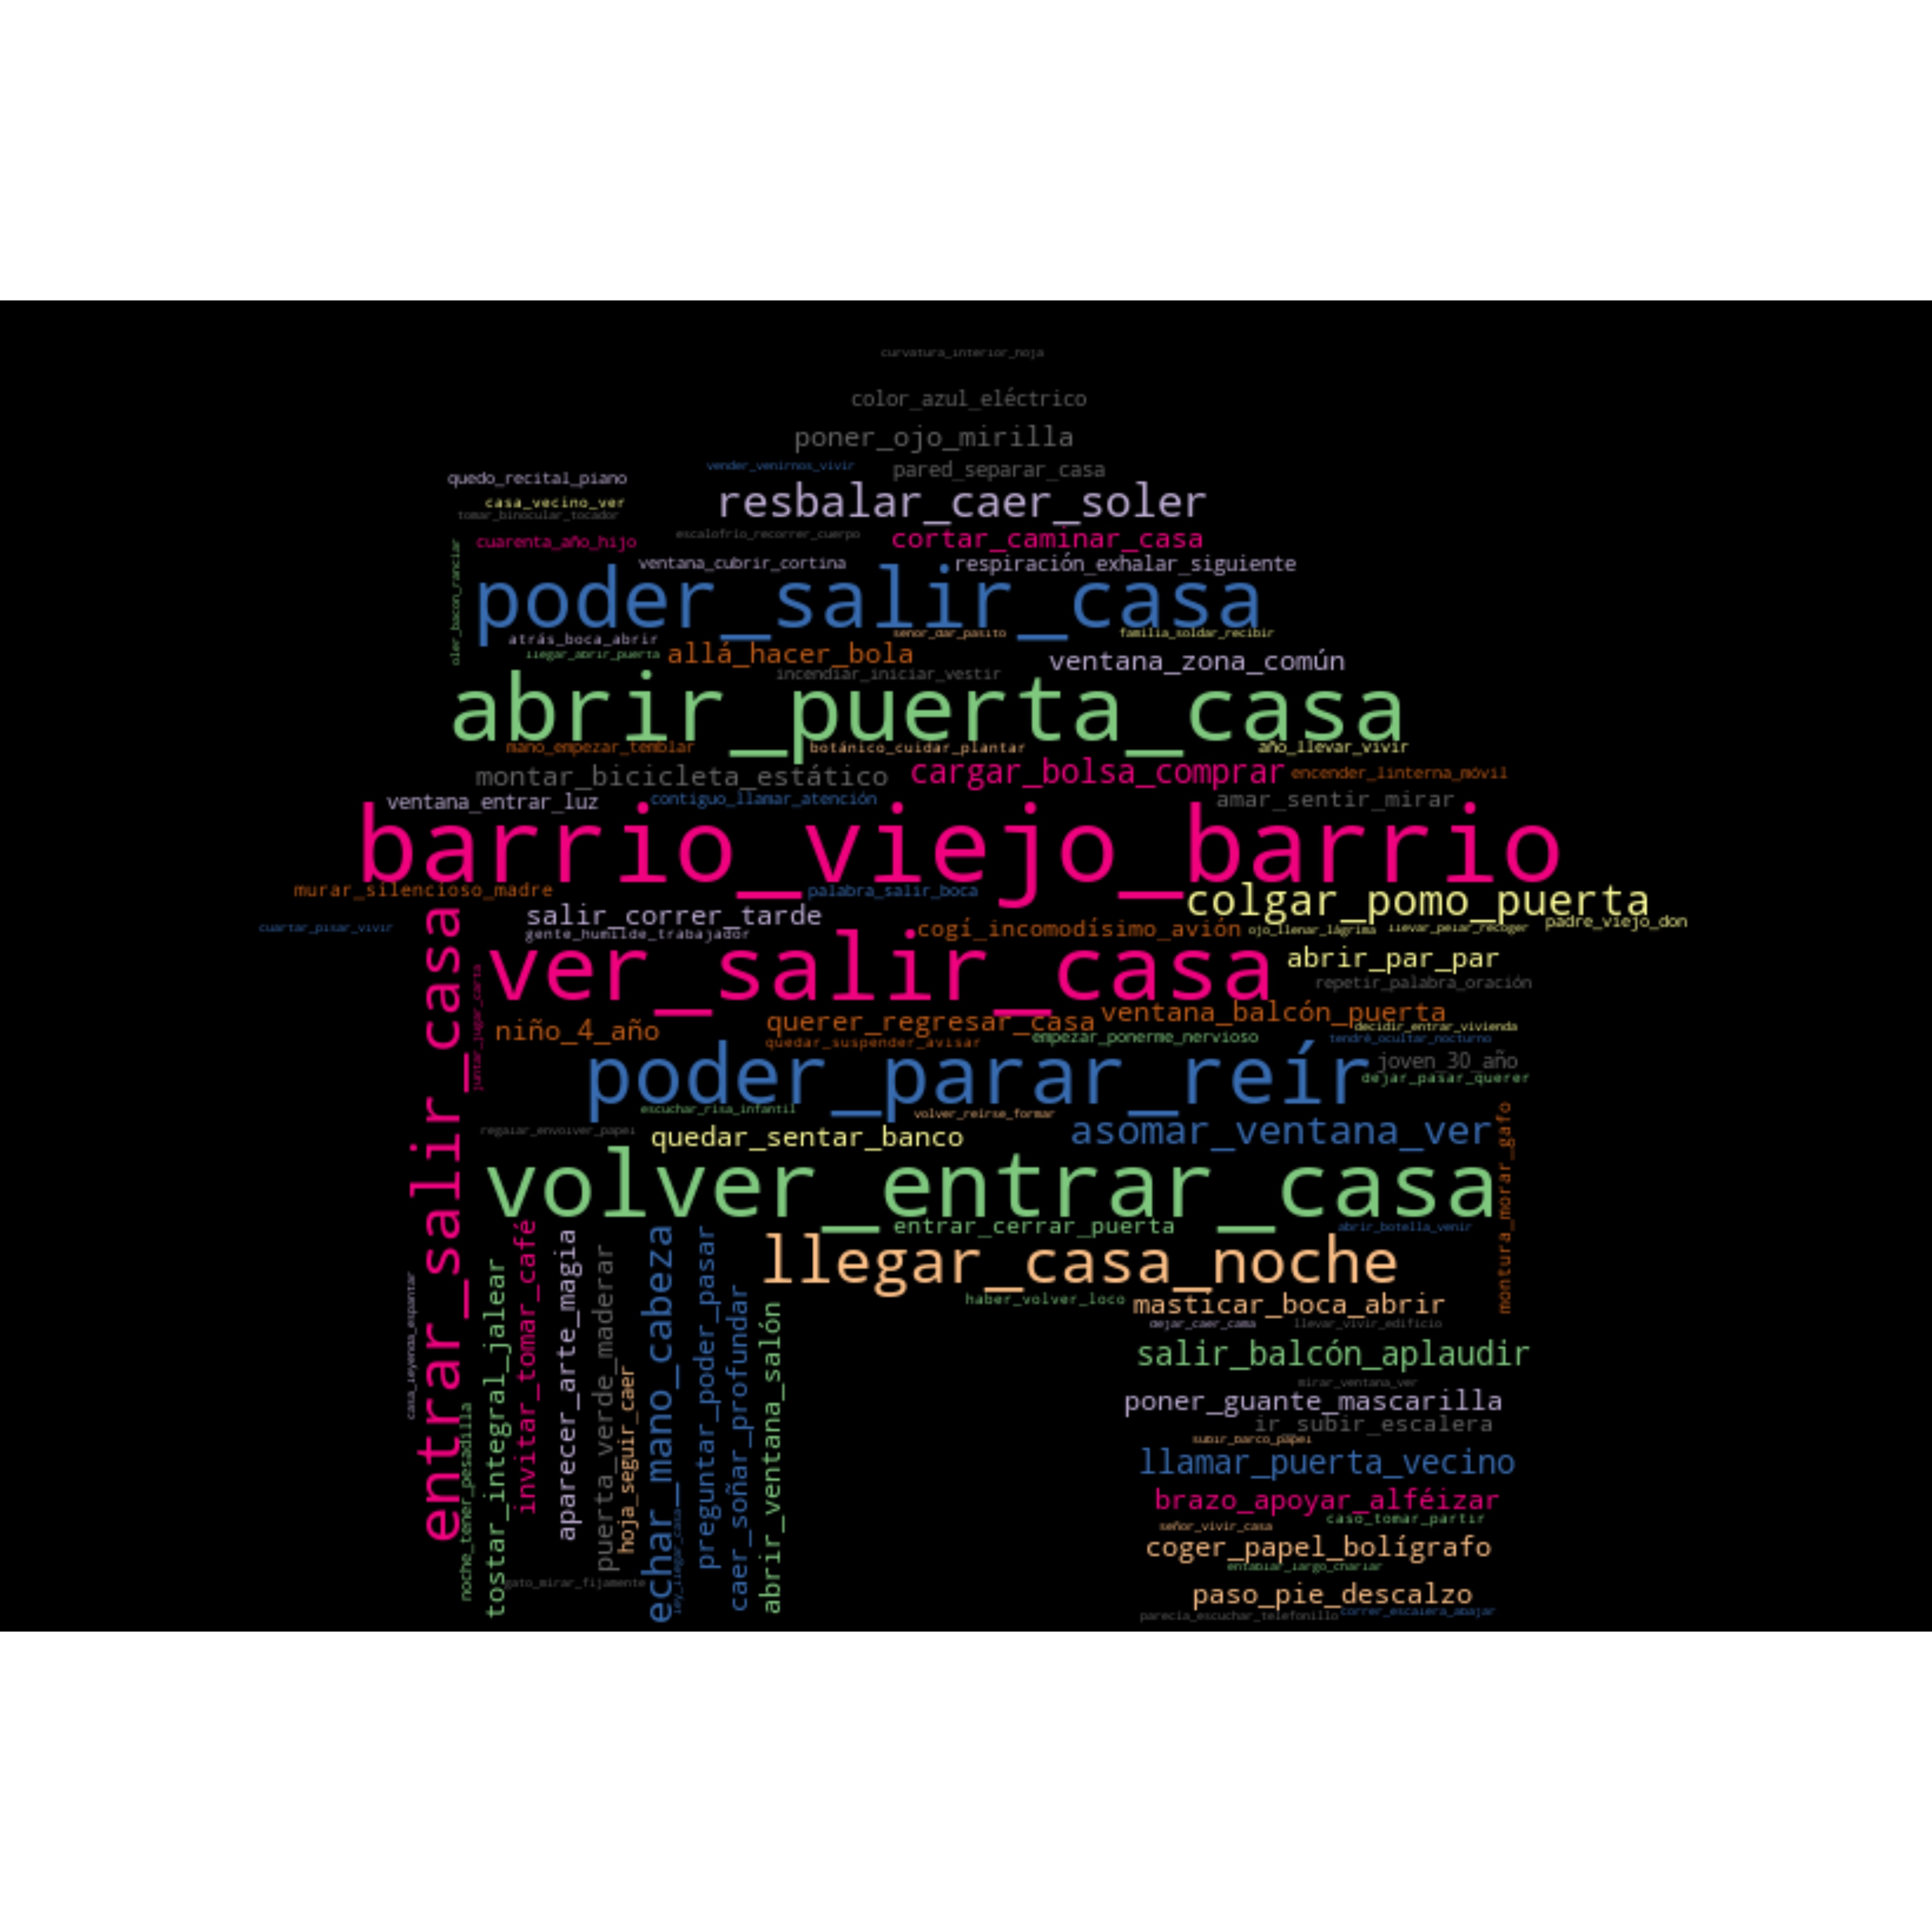 curvatura_interior_hoja
color_azul_eléctrico
poner_ojo_mirilla
vender_venirnos_vivir
pared_separar_casa
quedo_recital_piano
resbalar_caer_soler
casa_vecino_ver
tomar_binocular_tocador
escalofrío_recorrer_cuerpo
cortar_caminar_casa
cuarenta_año_hijo
oler_bacon_ranciar
ventana_cubrir_cortina
respiración_exhalar_siguiente
poder_salir_casa
atrás_boca_abrir
señor_dar_pasito
familia_soldar_recibir
llegar_abrir_puerta
allá_hacer_bola
ventana_zona_común
incendiar_iniciar_vestir
abrir_puerta_casa
mano_empezar_temblar
botánico_cuidar_plantar
año_llevar_vivir
montar_bicicleta_estático
cargar_bolsa_comprar
encender_linterna_móvil
ventana_entrar_luz
contiguo_llamar_atención
amar_sentir_mirar
barrio_viejo_barrio
murar_silencioso_madre
palabra_salir_boca
colgar_pomo_puerta
cuartar_pisar_vivir
salir_correr_tarde
padre_viejo_don
gente_humilde_trabajador
cogí_incomodísimo_avión
ojo_llenar_lágrima
llevar_pelar_recoger
entrar_salir_casa
ver_salir_casa
abrir_par_par
juntar_jugar_carta
repetir_palabra_oración
niño_4_año
querer_regresar_casa
ventana_balcón_puerta
decidir_entrar_vivienda
quedar_suspender_avisar
empezar_ponerme_nervioso
tendré_ocultar_nocturno
poder_parar_reír
joven_30_año
dejar_pasar_querer
escuchar_risa_infantil
volver_reírse_formar
montura_morar_gafo
regalar_envolver_papel
quedar_sentar_banco
asomar_ventana_ver
volver_entrar_casa
entrar_cerrar_puerta
abrir_botella_venir
llegar_casa_noche
haber_volver_loco
masticar_boca_abrir
dejar_caer_cama
llevar_vivir_edificio
casa_leyenda_espantar
noche_tener_pesadilla
tostar_integral_jalear
invitar_tomar_café
aparecer_arte_magia
puerta_verde_maderar
hoja_seguir_caer
echar_mano_cabeza
ley_llegar_casa
preguntar_poder_pasar
caer_soñar_profundar
abrir_ventana_salón
gato_mirar_fijamente
salir_balcón_aplaudir
mirar_ventana_ver
poner_guante_mascarilla
ir_subir_escalera
subir_barco_papel
llamar_puerta_vecino
brazo_apoyar_alféizar
caso_tomar_partir
señor_vivir_casa
coger_papel_bolígrafo
entablar_largo_charlar
paso_pie_descalzo
parecía_escuchar_telefonillo
correr_escalera_abajar